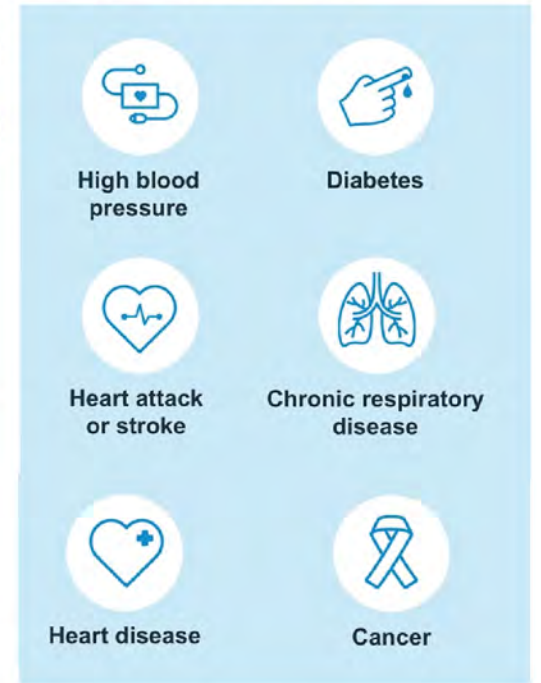 High blood
pressure
Diabetes
Heart attack
or stroke
Chronic respiratory
disease
Heart disease
Cancer